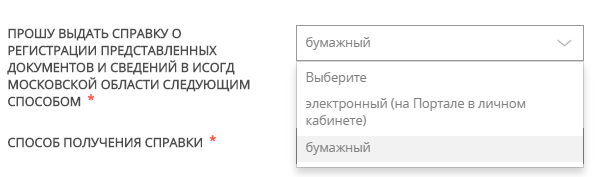 ПРОШУ ВЫДАТЬ СПРАВКУ О
РЕГИСТРАЦИИ ПРЕДСТАВЛЕННЫХ
ДОКУМЕНТОВ И СВЕДЕНИЙ В ИСОГД
МОСКОВСКОЙ ОБЛАСТИ СЛЕДУЮЩИМ
СПОСОБОМ *
бумажный
Выберите
электронный (на Портале в личном
кабинете)
бумажный
СПОСОБ ПОЛУЧЕНИЯ СПРАВКИ *